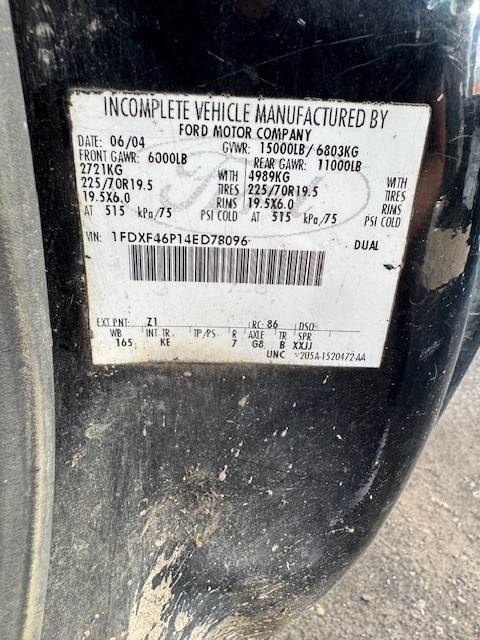 INCOMPLETE VEHICLE MANUFACTURED BY
FORD MOTOR COMPANY
DATE: 06/04 GVWR: 15000LB/ 6803KG
FRONT GAWR: 6000LB REAR GAWR: 11000LB
2721KG WITH 4989KG WITH
225/70R19.5 TIRES 225/70R19.5 TIRES
19.5X6.0 RIMS 19.5X6.0 RIMS
AT 515 kPa/75 PSI COLD AT 515 kPa/75 PSI COLD
VIN: 1FDXF46P14ED78096 DUAL
Ford
EXT PNT: Z1 RC: 86 DSO:
WB INT TR TP/PS R AXLE TR SPR
165 KE 7 G8 B XXJJ
UNC 2U5A-1520472-AA